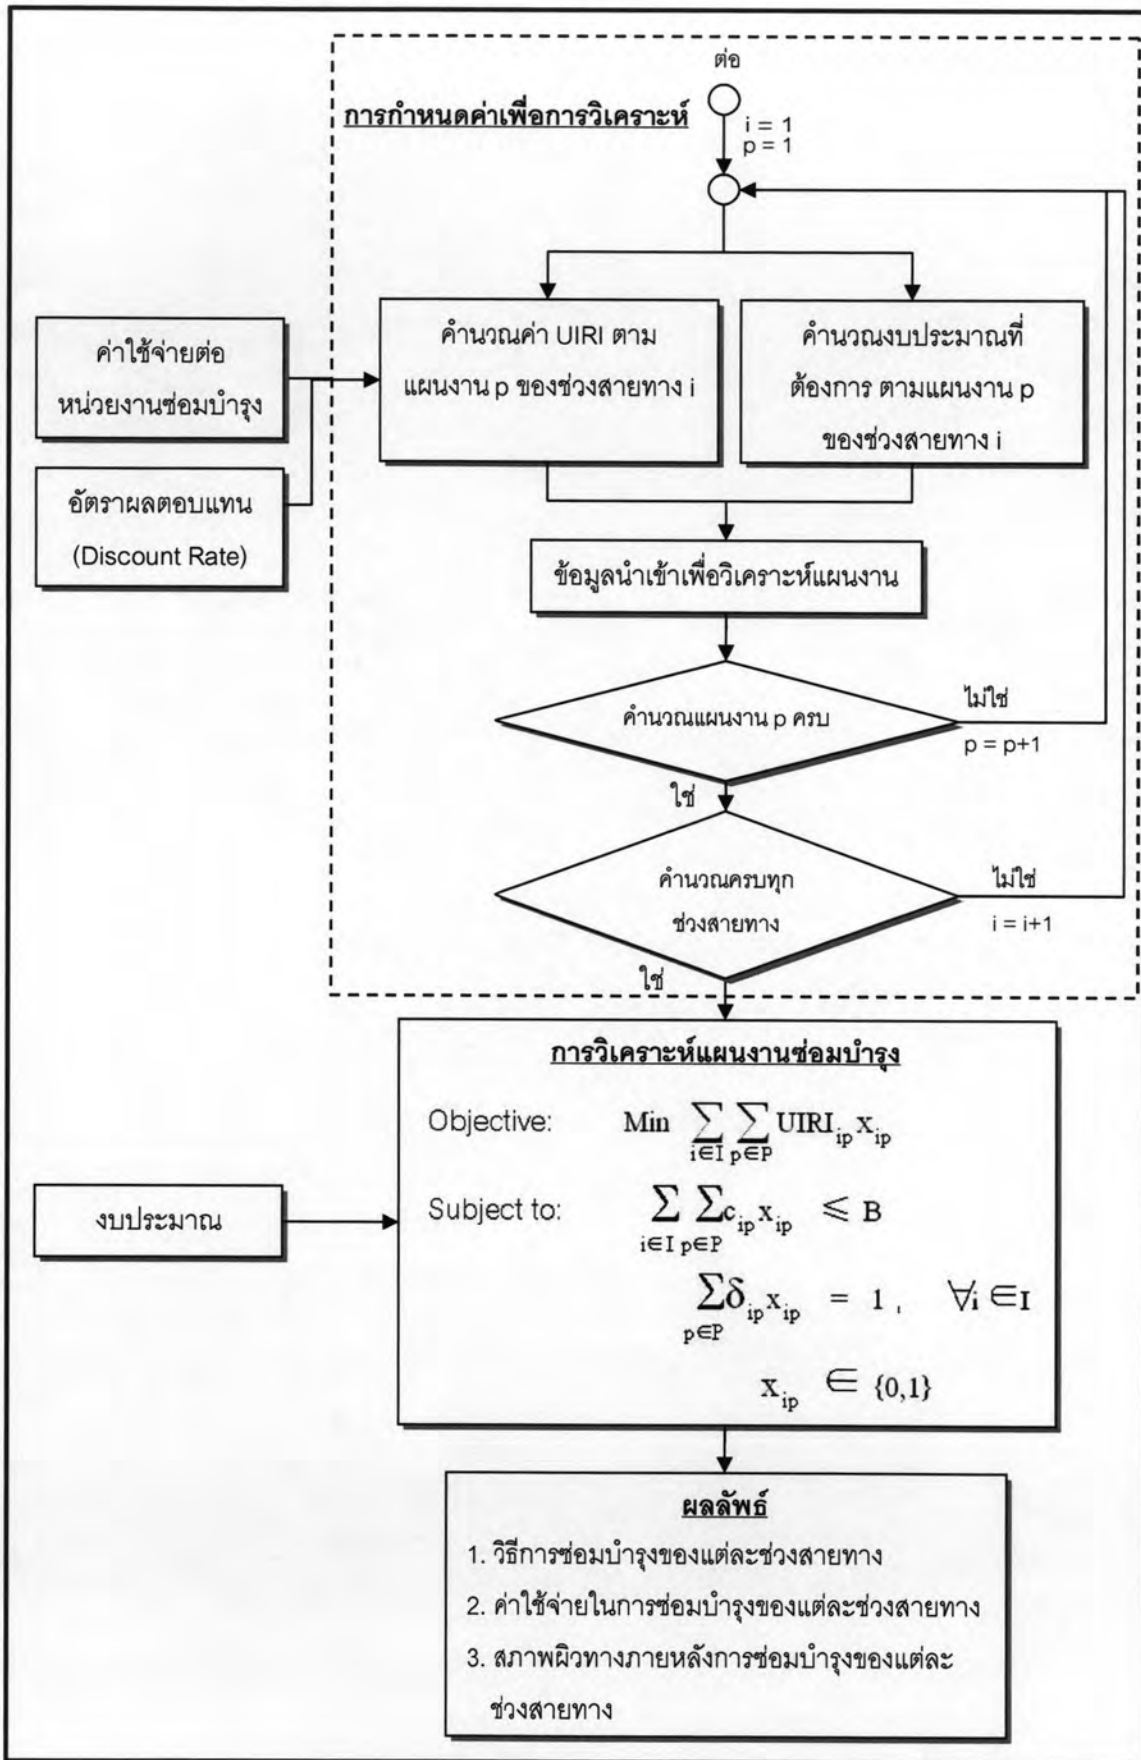 ต่อ
การกำหนดค่าเพื่อการวิเคราะห์
i = 1
p = 1
ค่าใช้จ่ายต่อ
หน่วยงานซ่อมบำรุง
อัตราผลตอบแทน
(Discount Rate)
คำนวณค่า UIRI ตาม
แผนงาน p ของช่วงสายทาง i
คำนวณงบประมาณที่
ต้องการ ตามแผนงาน p
ของช่วงสายทาง i
ข้อมูลนำเข้าเพื่อวิเคราะห์แผนงาน
คำนวณแผนงาน p ครบ
ไม่ใช่
p = p+1
ใช่
คำนวณครบทุก
ช่วงสายทาง
ไม่ใช่
i = i+1
ใช่
การวิเคราะห์แผนงานซ่อมบำรุง
Objective: Min ∑i∈I ∑p∈P UIRIip xip
งบประมาณ
Subject to: ∑i∈I ∑p∈P cip xip ≤ B
∑p∈P δip xip = 1 , ∀i ∈I
xip ∈ {0,1}
ผลลัพธ์
1. วิธีการซ่อมบำรุงของแต่ละช่วงสายทาง
2. ค่าใช้จ่ายในการซ่อมบำรุงของแต่ละช่วงสายทาง
3. สภาพผิวทางภายหลังการซ่อมบำรุงของแต่ละ
ช่วงสายทาง